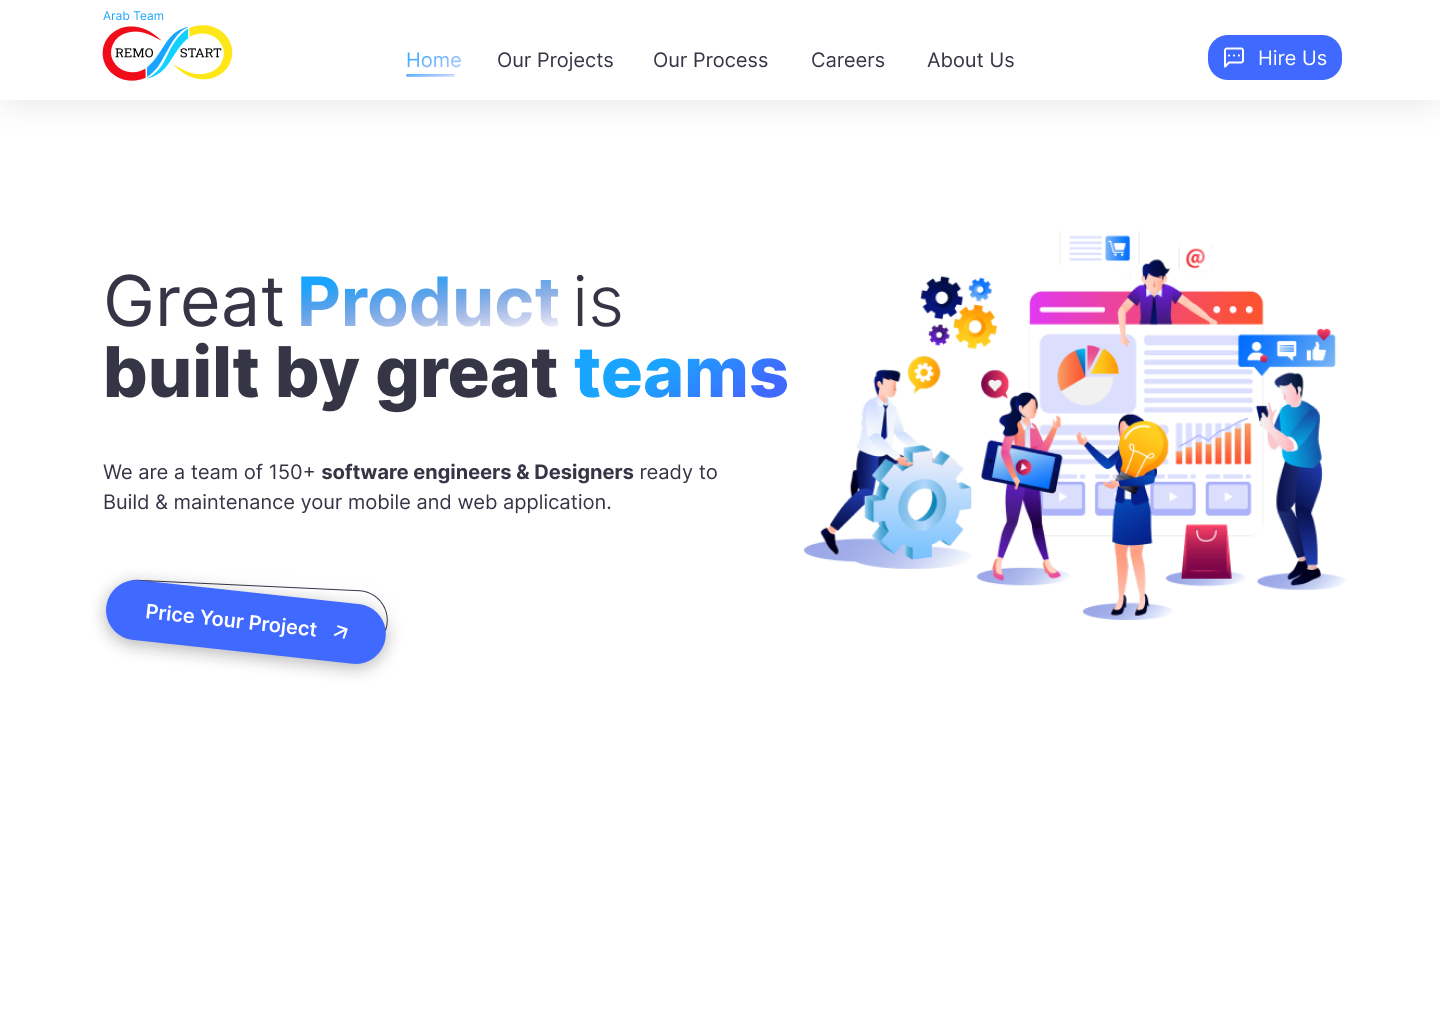 Arab Team
REMO START
Home Our Projects Our Process Careers About Us
Hire Us
Great Product is
built by great teams
We are a team of 150+ software engineers & Designers ready to
Build & maintenance your mobile and web application.
Price Your Project
@